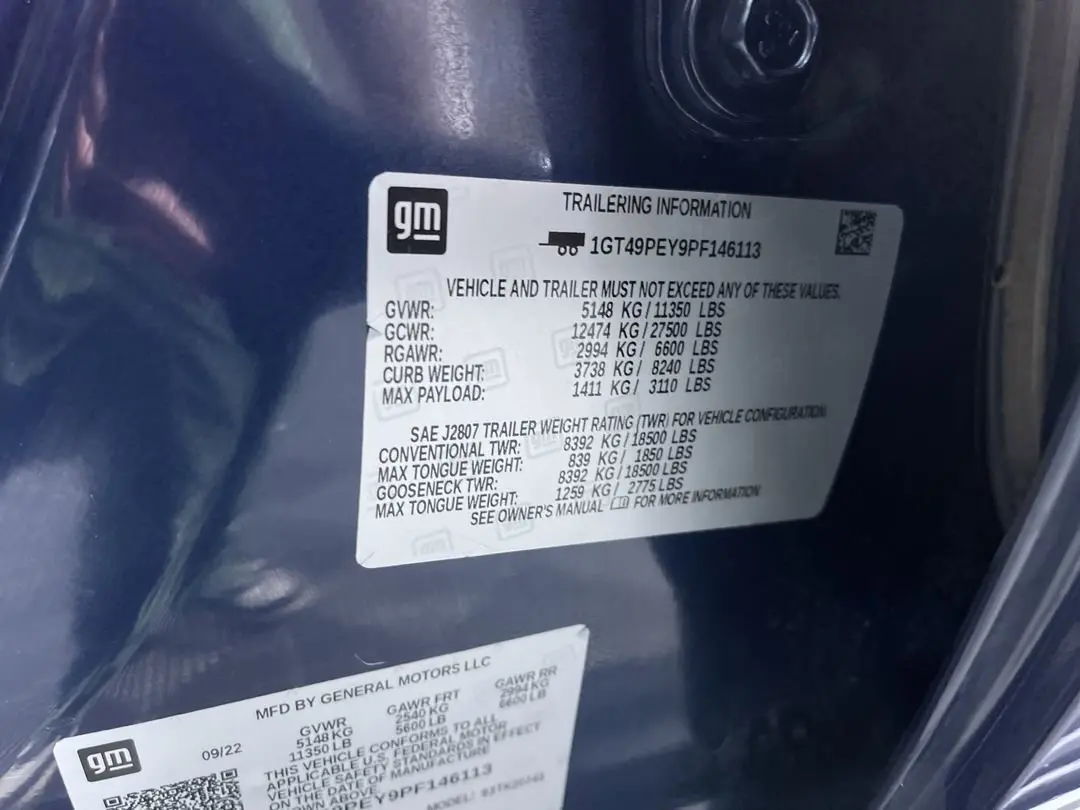 gm
TRAILERING INFORMATION
1GT49PEY9PF146113
VEHICLE AND TRAILER MUST NOT EXCEED ANY OF THESE VALUES.
GVWR: 5148 KG / 11350 LBS
GCWR: 12474 KG / 27500 LBS
RGAWR: 2994 KG / 6600 LBS
CURB WEIGHT: 3738 KG / 8240 LBS
MAX PAYLOAD: 1411 KG / 3110 LBS
SAE J2807 TRAILER WEIGHT RATING (TWR) FOR VEHICLE CONFIGURATION
CONVENTIONAL TWR: 8392 KG / 18500 LBS
MAX TONGUE WEIGHT: 839 KG / 1850 LBS
GOOSENECK TWR: 8392 KG / 18500 LBS
MAX TONGUE WEIGHT: 1259 KG / 2775 LBS
SEE OWNER'S MANUAL FOR MORE INFORMATION
gm
MFD BY GENERAL MOTORS LLC
09/22 GVWR GAWR FRT GAWR RR
5148 KG 2540 KG 2994 KG
11350 LB 5600 LB 6600 LB
THIS VEHICLE CONFORMS TO ALL
APPLICABLE U.S. FEDERAL MOTOR
VEHICLE SAFETY STANDARDS IN EFFECT
ON THE DATE OF MANUFACTURE
SHOWN ABOVE
PEY9PF146113
MODEL: